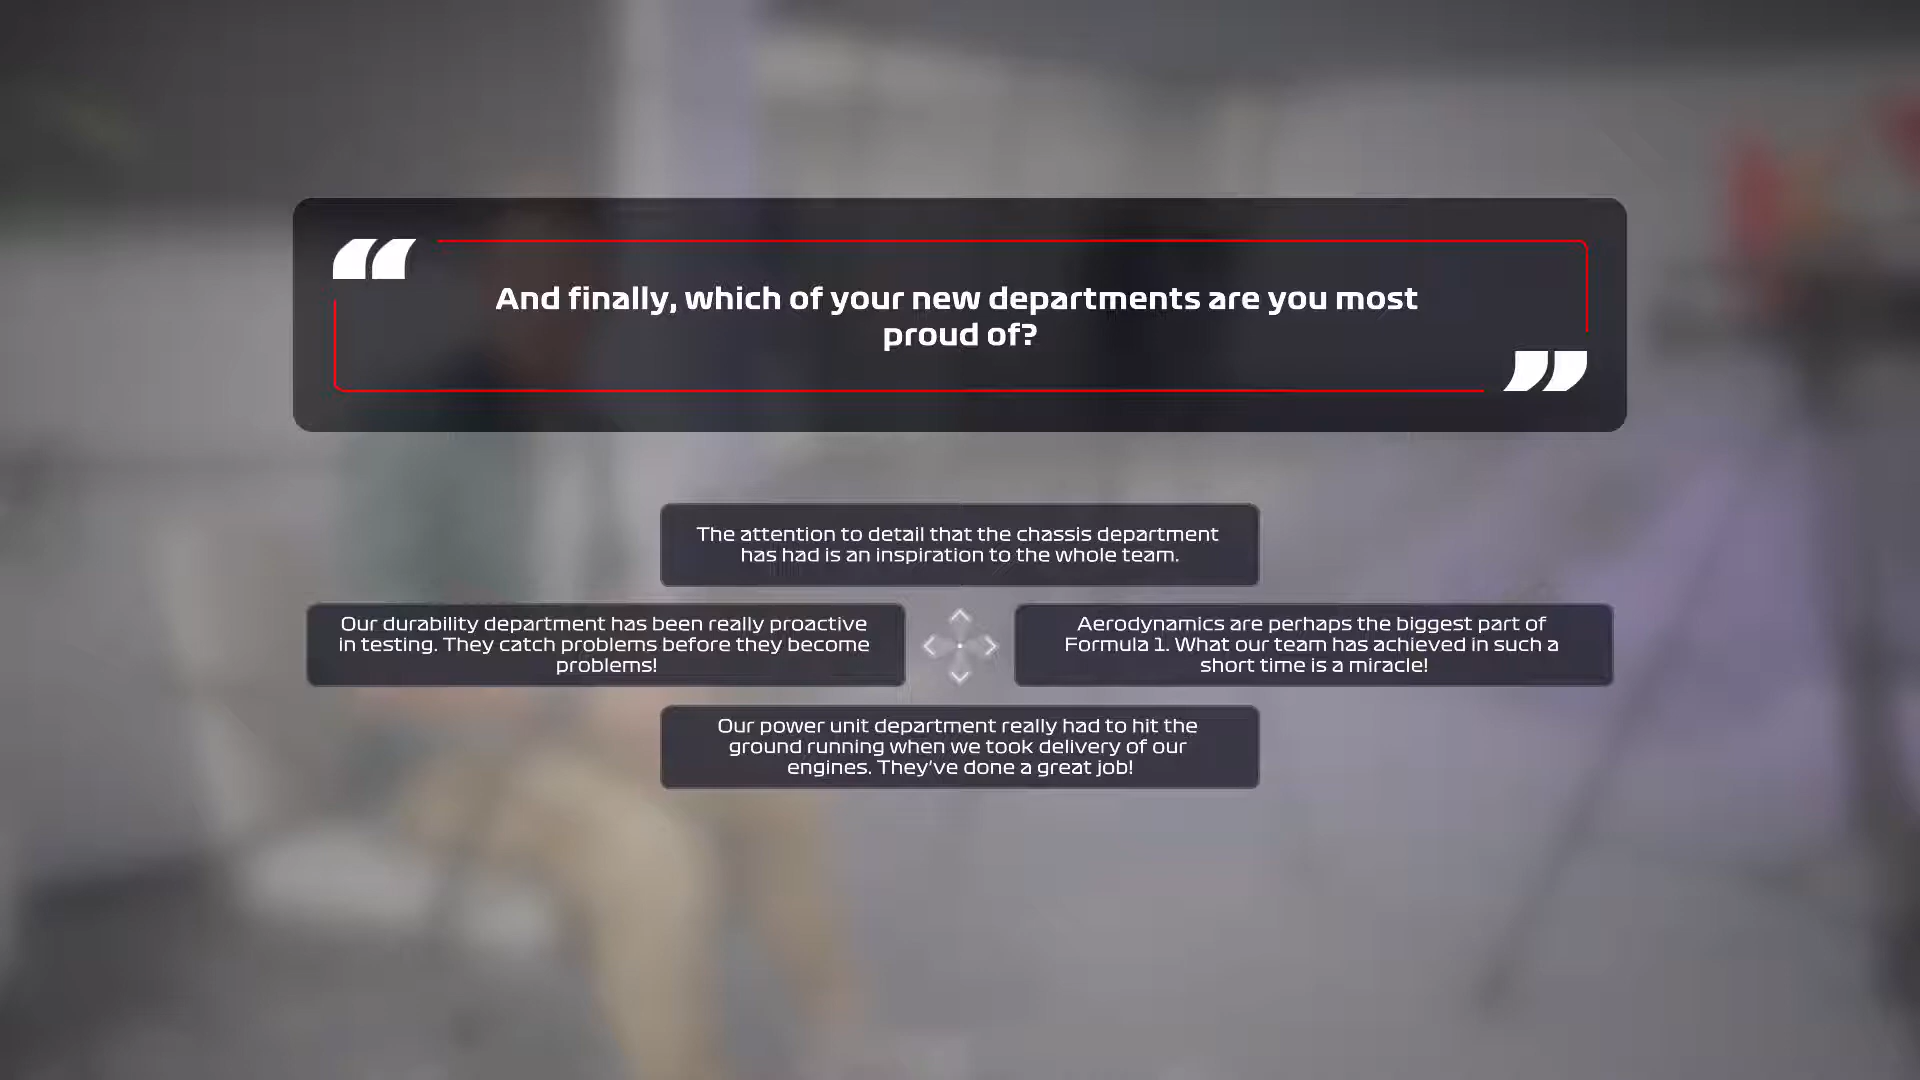 And finally, which of your new departments are you most
proud of?
The attention to detail that the chassis department
has had is an inspiration to the whole team.
Our durability department has been really proactive
in testing. They catch problems before they become
problems!
Aerodynamics are perhaps the biggest part of
Formula 1. What our team has achieved in such a
short time is a miracle!
Our power unit department really had to hit the
ground running when we took delivery of our
engines. They've done a great job!